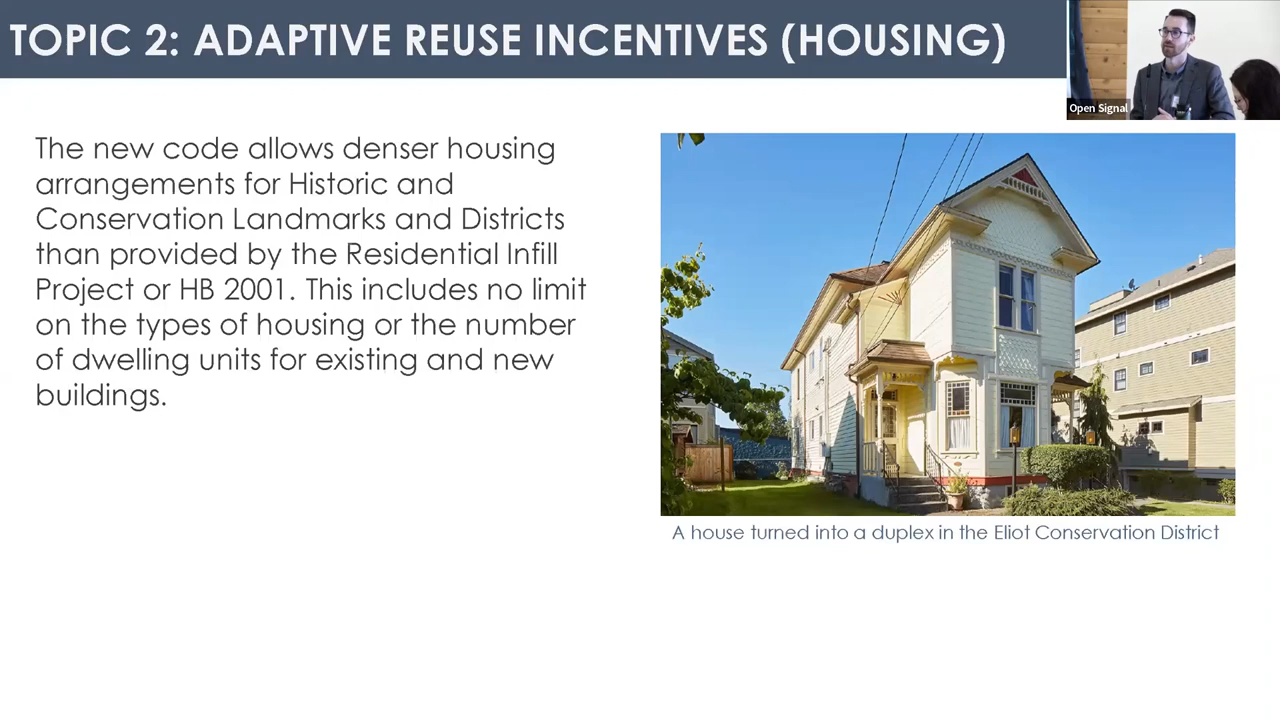 TOPIC 2: ADAPTIVE REUSE INCENTIVES (HOUSING)
Open Signal
The new code allows denser housing
arrangements for Historic and
Conservation Landmarks and Districts
than provided by the Residential Infill
Project or HB 2001. This includes no limit
on the types of housing or the number
of dwelling units for existing and new
buildings.
A house turned into a duplex in the Eliot Conservation District